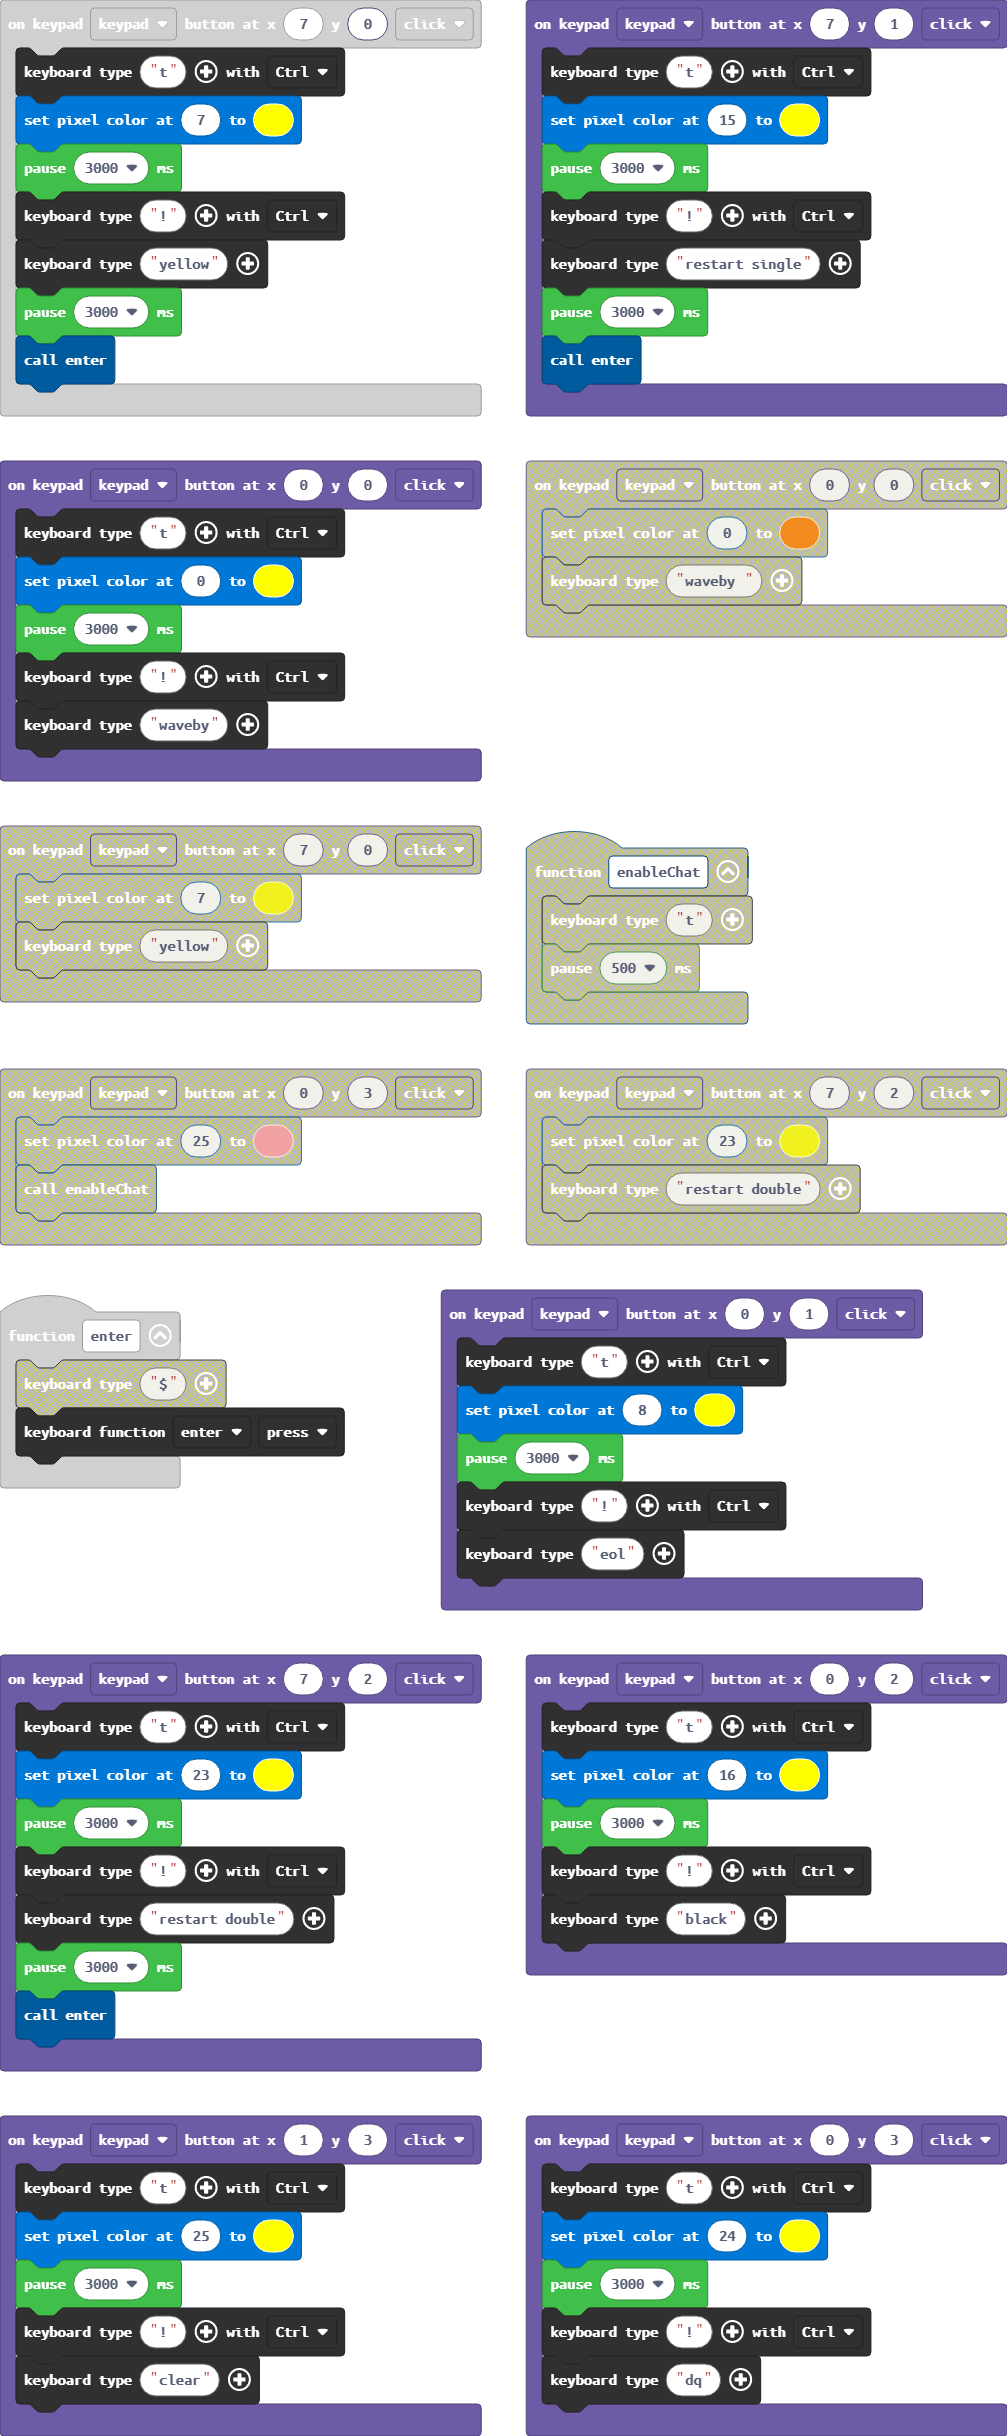 on keypad keypad button at x 7 y 0 click
keyboard type "t" with Ctrl
set pixel color at 7 to
pause 3000 ms
keyboard type "!" with Ctrl
keyboard type "yellow"
pause 3000 ms
call enter
on keypad keypad button at x 7 y 1 click
keyboard type "t" with Ctrl
set pixel color at 15 to
pause 3000 ms
keyboard type "!" with Ctrl
keyboard type "restart single"
pause 3000 ms
call enter
on keypad keypad button at x 0 y 0 click
keyboard type "t" with Ctrl
set pixel color at 0 to
pause 3000 ms
keyboard type "!" with Ctrl
keyboard type "waveby"
on keypad keypad button at x 0 y 0 click
set pixel color at 0 to
keyboard type "waveby "
on keypad keypad button at x 7 y 0 click
set pixel color at 7 to
keyboard type "yellow"
function enableChat
keyboard type "t"
pause 500 ms
on keypad keypad button at x 0 y 3 click
set pixel color at 25 to
call enableChat
on keypad keypad button at x 7 y 2 click
set pixel color at 23 to
keyboard type "restart double"
function enter
keyboard type "$"
keyboard function enter press
on keypad keypad button at x 0 y 1 click
keyboard type "t" with Ctrl
set pixel color at 8 to
pause 3000 ms
keyboard type "!" with Ctrl
keyboard type "eol"
on keypad keypad button at x 7 y 2 click
keyboard type "t" with Ctrl
set pixel color at 23 to
pause 3000 ms
keyboard type "!" with Ctrl
keyboard type "restart double"
pause 3000 ms
call enter
on keypad keypad button at x 0 y 2 click
keyboard type "t" with Ctrl
set pixel color at 16 to
pause 3000 ms
keyboard type "!" with Ctrl
keyboard type "black"
on keypad keypad button at x 1 y 3 click
keyboard type "t" with Ctrl
set pixel color at 25 to
pause 3000 ms
keyboard type "!" with Ctrl
keyboard type "clear"
on keypad keypad button at x 0 y 3 click
keyboard type "t" with Ctrl
set pixel color at 24 to
pause 3000 ms
keyboard type "!" with Ctrl
keyboard type "dq"